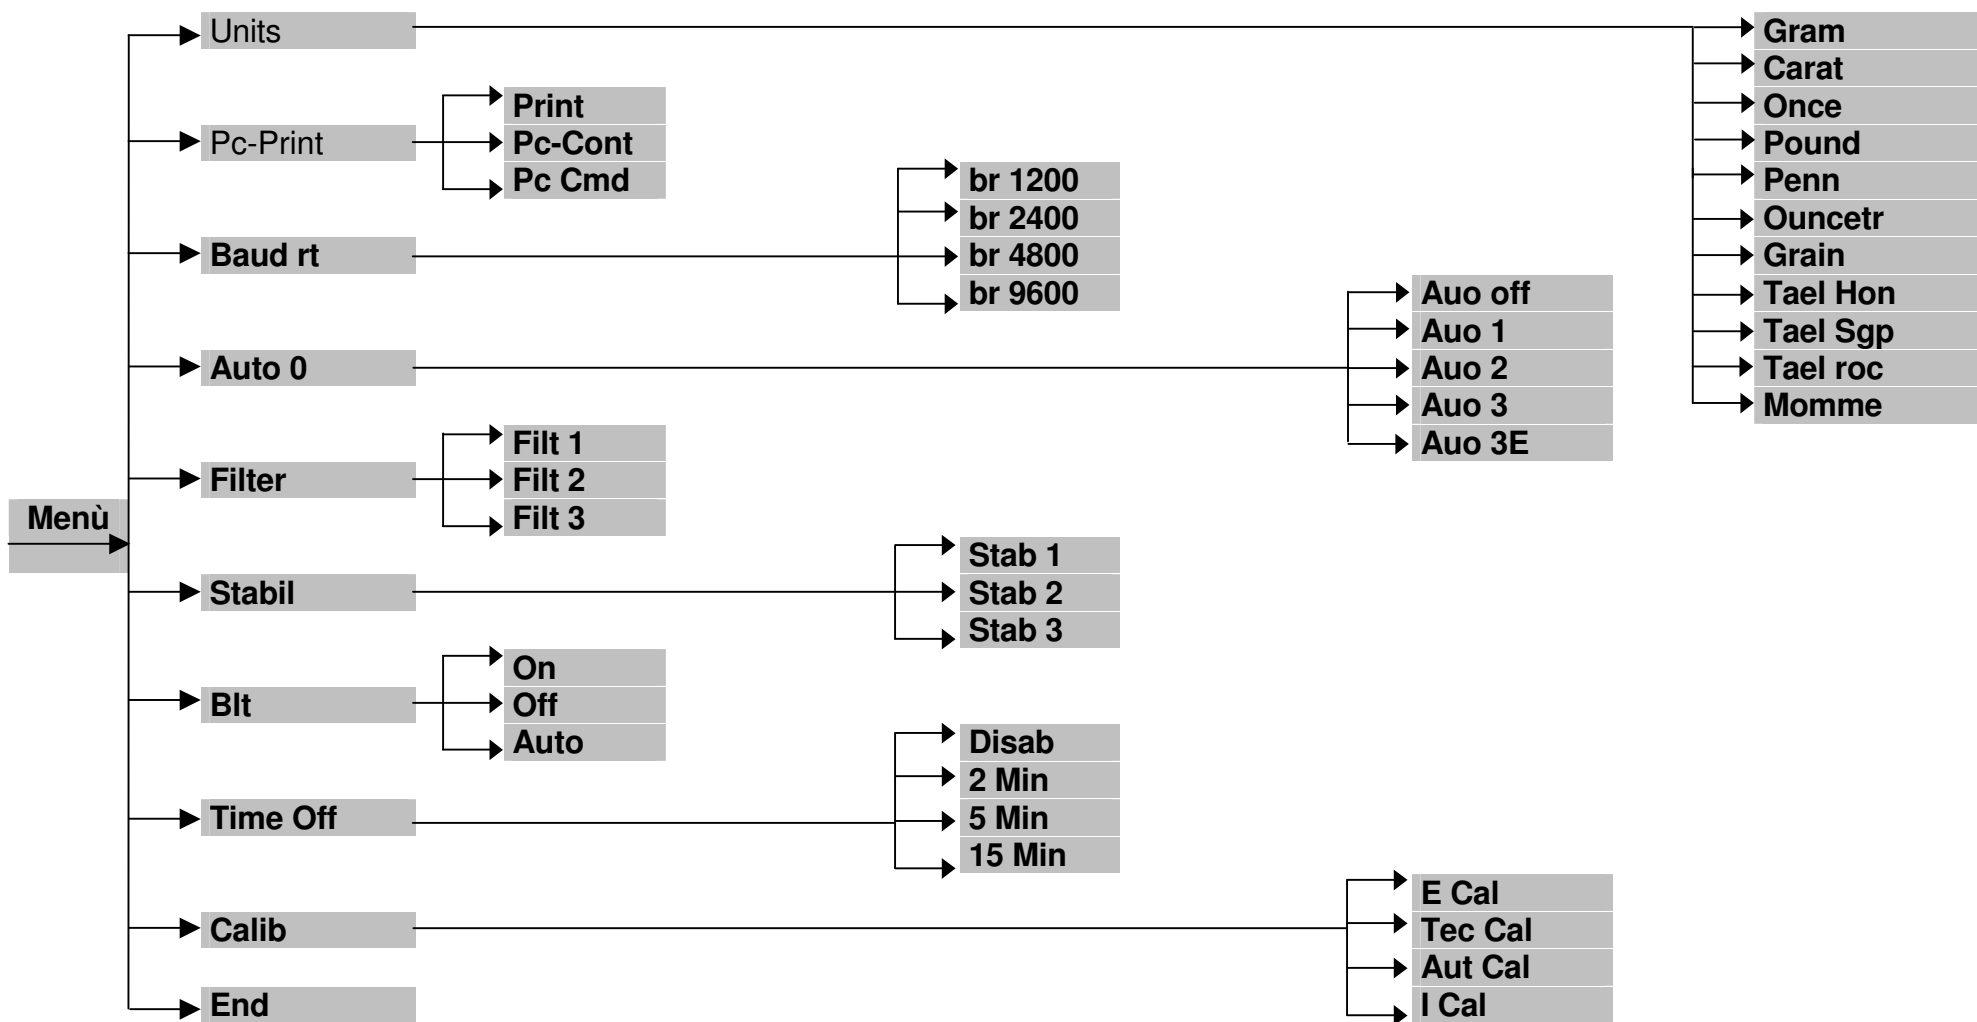 Menù
Units
Gram
Carat
Once
Pound
Penn
Ouncetr
Grain
Tael Hon
Tael Sgp
Tael roc
Momme
Pc-Print
Print
Pc-Cont
Pc Cmd
Baud rt
br 1200
br 2400
br 4800
br 9600
Auto 0
Auo off
Auo 1
Auo 2
Auo 3
Auo 3E
Filter
Filt 1
Filt 2
Filt 3
Stabil
Stab 1
Stab 2
Stab 3
Blt
On
Off
Auto
Time Off
Disab
2 Min
5 Min
15 Min
Calib
E Cal
Tec Cal
Aut Cal
I Cal
End